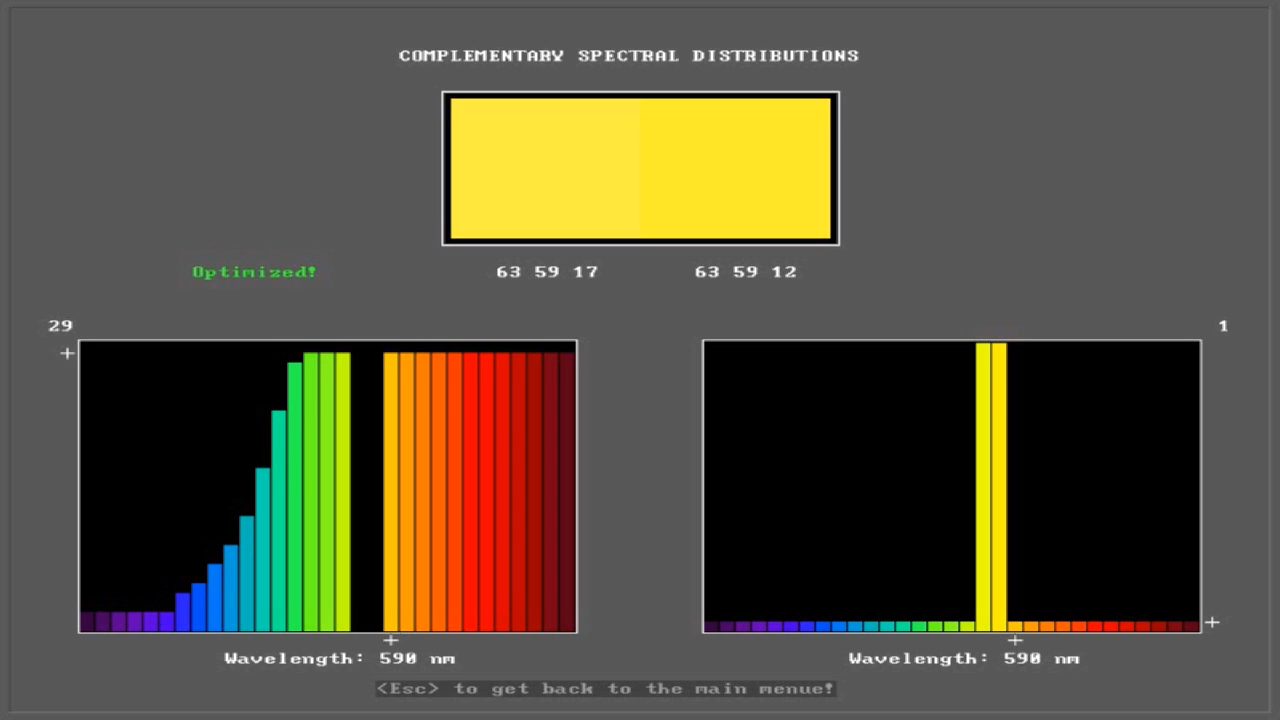 COMPLEMENTARY SPECTRAL DISTRIBUTIONS
Optimized! 63 59 17 63 59 12
29 1
Wavelength: 590 nm Wavelength: 590 nm
<Esc> to get back to the main menue!